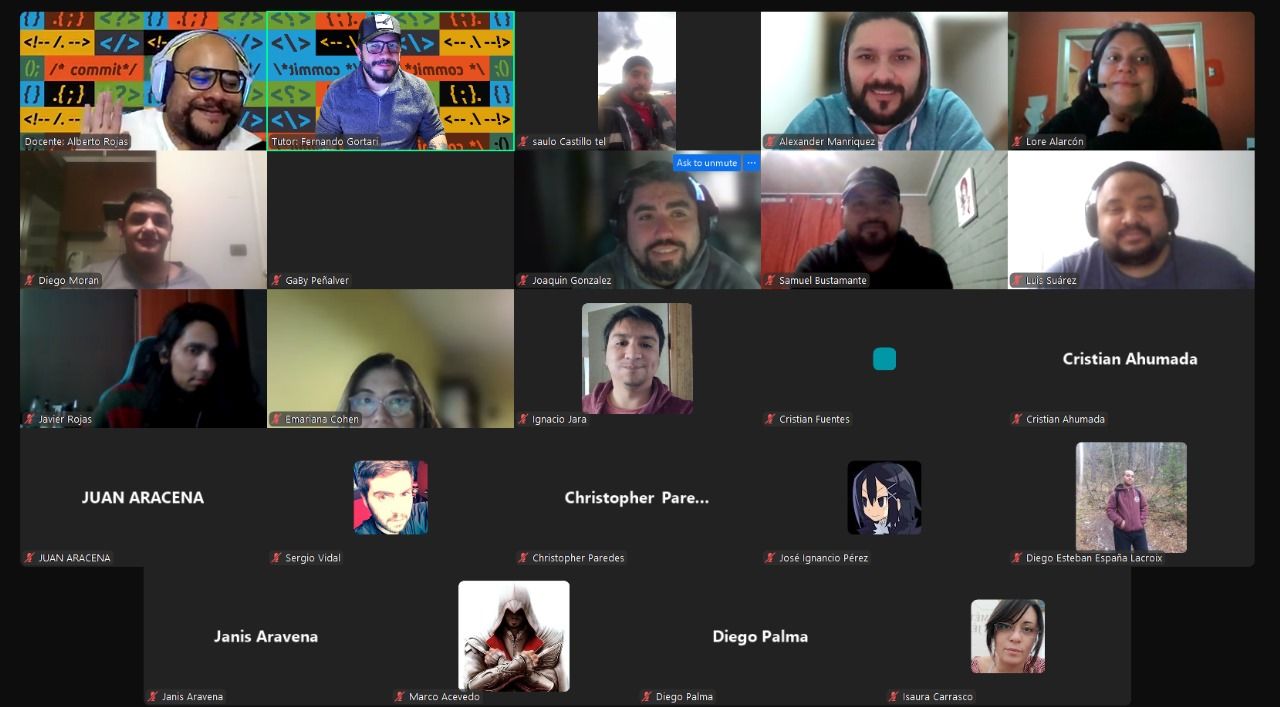 {} .{;} . <!-- /. --> {} </>
<!-- /. --> </> <!-
(); /* commit*/
{} .{;} </> <?>
<!--
Docente: Alberto Rojas
Tutor: Fernando Gortari
saulo Castillo tel
Alexander Manriquez
Lore Alarcón
Ask to unmute ...
Diego Moran
GaBy Peñalver
Joaquin Gonzalez
Samuel Bustamante
Luis Suárez
Cristian Ahumada
Javier Rojas
Emariana Cohen
Ignacio Jara
Cristian Fuentes
Cristian Ahumada
JUAN ARACENA
Christopher Pare...
JUAN ARACENA
Sergio Vidal
Christopher Paredes
José Ignancio Pérez
Diego Esteban España Lacroix
Janis Aravena
Diego Palma
Janis Aravena
Marco Acevedo
Diego Palma
Isaura Carrasco